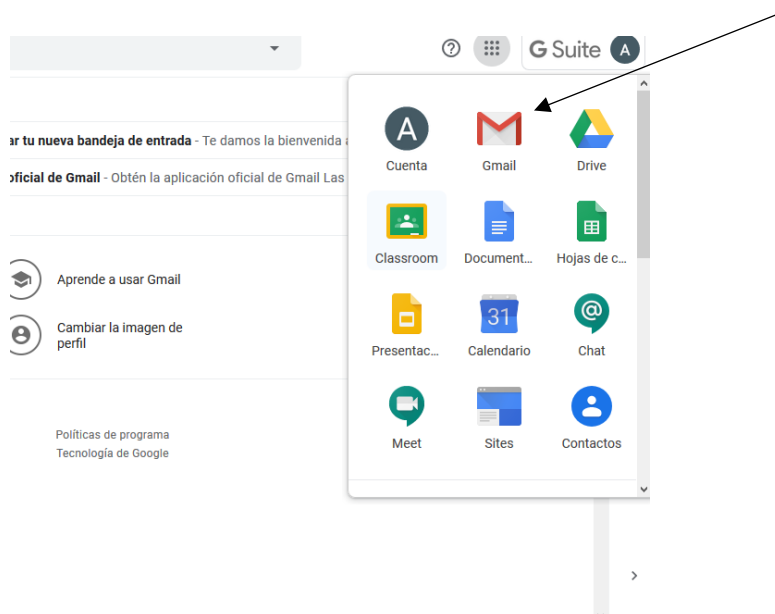 G Suite A
ar tu nueva bandeja de entrada - Te damos la bienvenida
oficial de Gmail - Obtén la aplicación oficial de Gmail Las
Aprende a usar Gmail
Cambiar la imagen de
perfil
Políticas de programa
Tecnología de Google
A
Cuenta Gmail Drive
Classroom Document... Hojas de c...
31
Presentac... Calendario Chat
Meet Sites Contactos